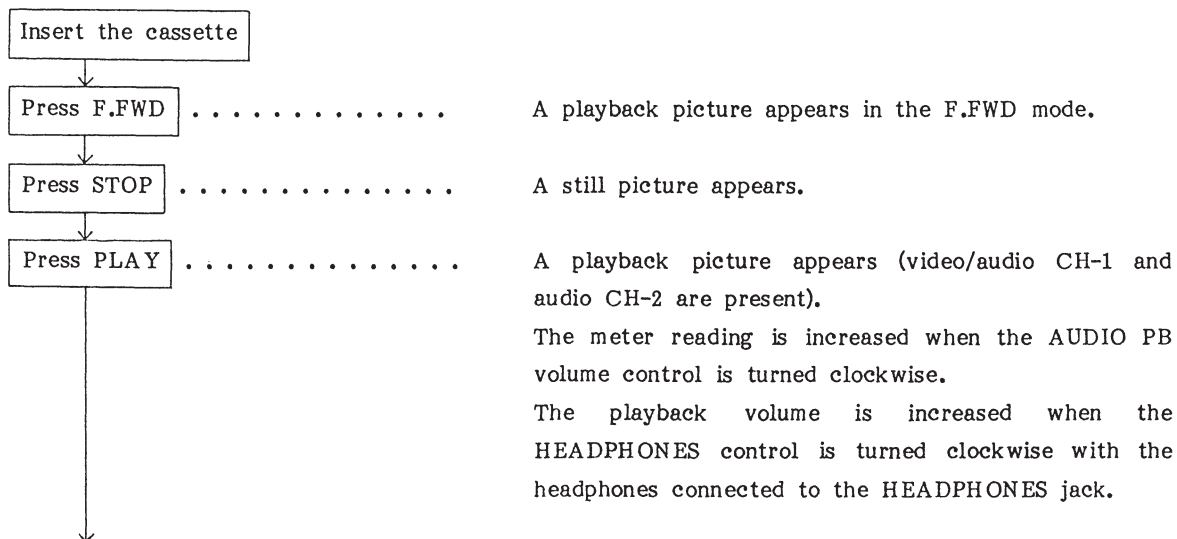 Insert the cassette
Press F.FWD . . . . . . . . . . . . . A playback picture appears in the F.FWD mode.
Press STOP . . . . . . . . . . . . . . A still picture appears.
Press PLAY . . . . . . . . . . . . . . A playback picture appears (video/audio CH-1 and
audio CH-2 are present).
The meter reading is increased when the AUDIO PB
volume control is turned clockwise.
The playback volume is increased when the
HEADPHONES control is turned clockwise with the
headphones connected to the HEADPHONES jack.